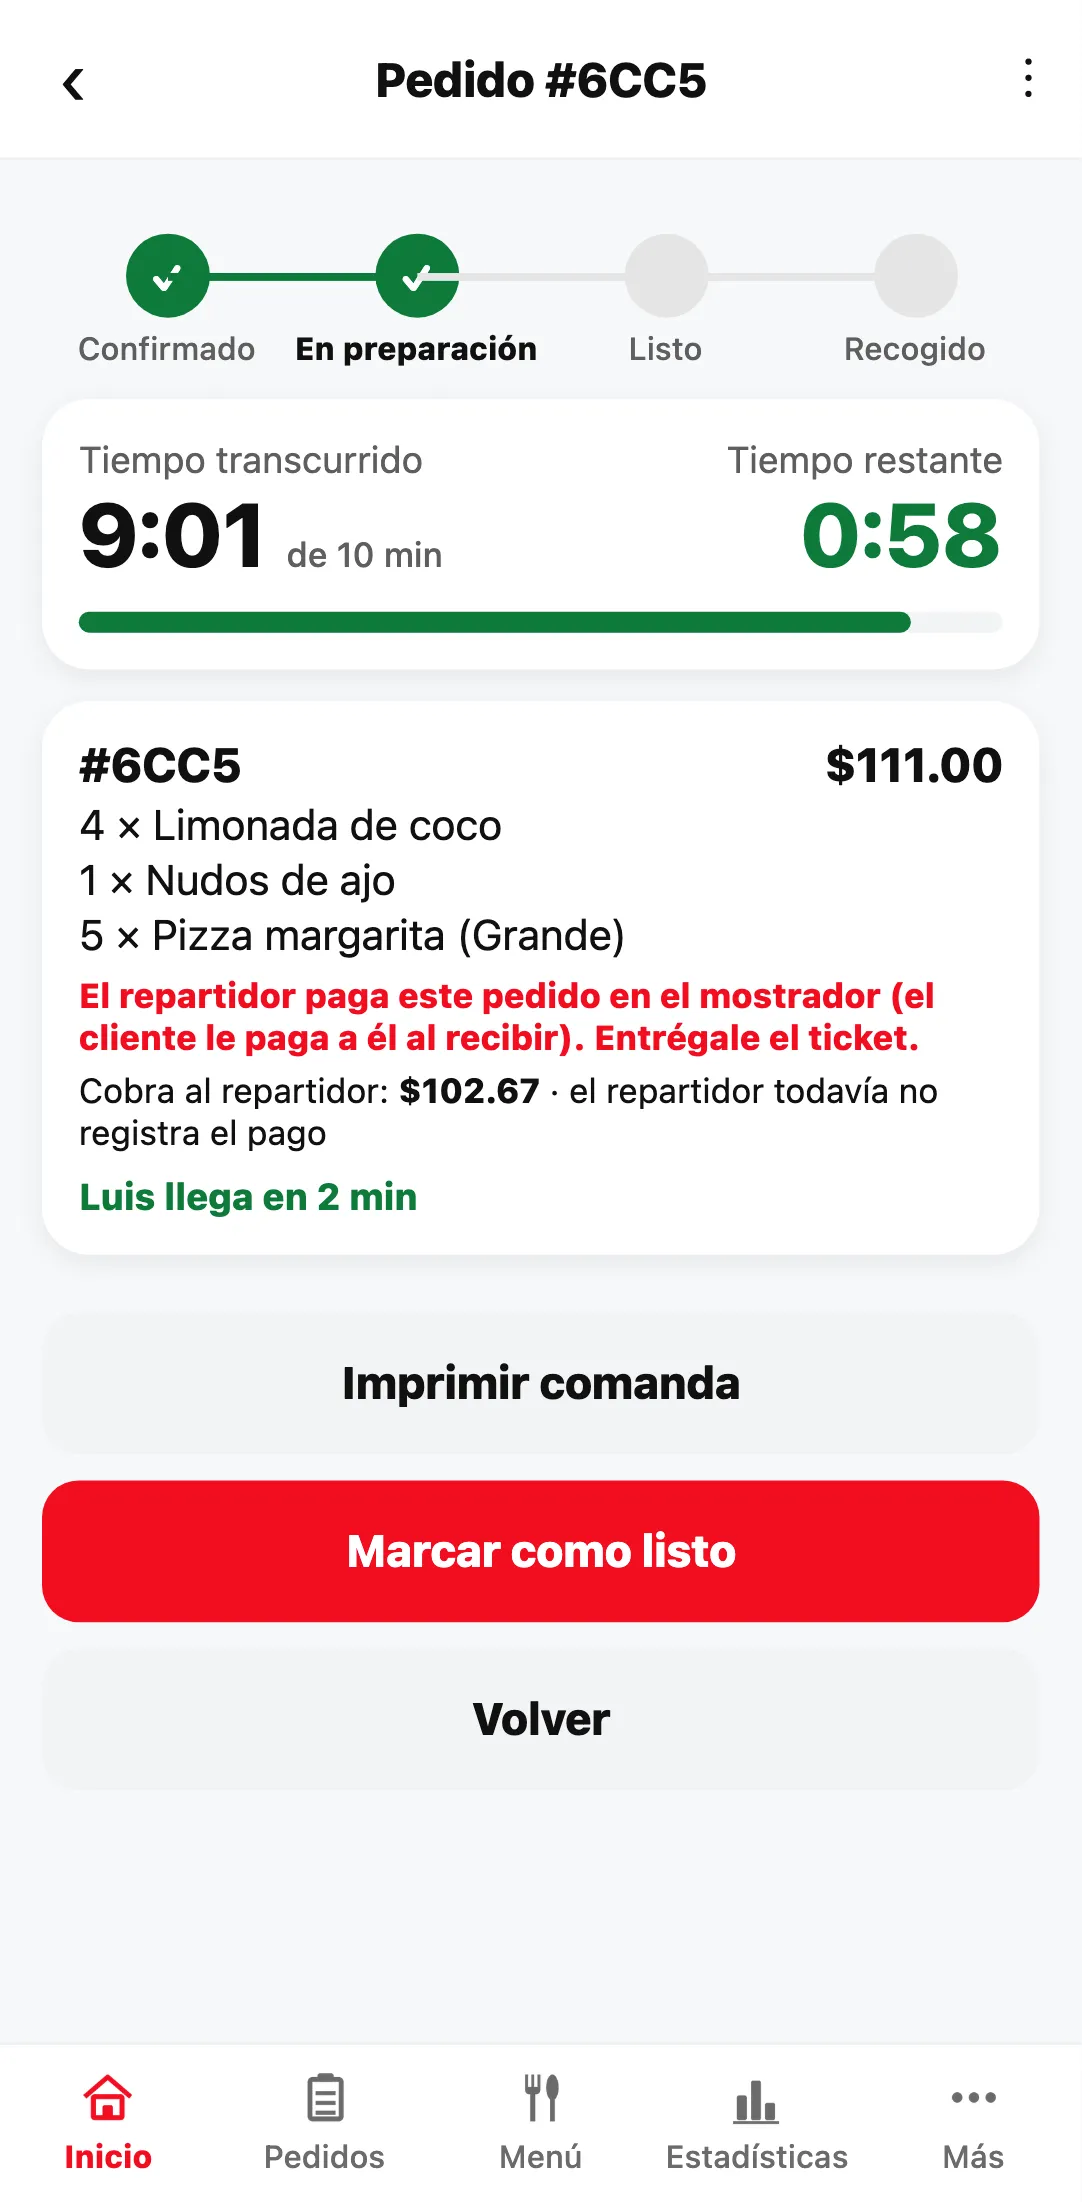 Pedido #6CC5
Confirmado
En preparación
Listo
Recogido
Tiempo transcurrido
Tiempo restante
9:01 de 10 min
0:58
#6CC5
$111.00
4 × Limonada de coco
1 × Nudos de ajo
5 × Pizza margarita (Grande)
El repartidor paga este pedido en el mostrador (el
cliente le paga a él al recibir). Entrégale el ticket.
Cobra al repartidor: $102.67 · el repartidor todavía no
registra el pago
Luis llega en 2 min
Imprimir comanda
Marcar como listo
Volver
Inicio
Pedidos
Menú
Estadísticas
Más